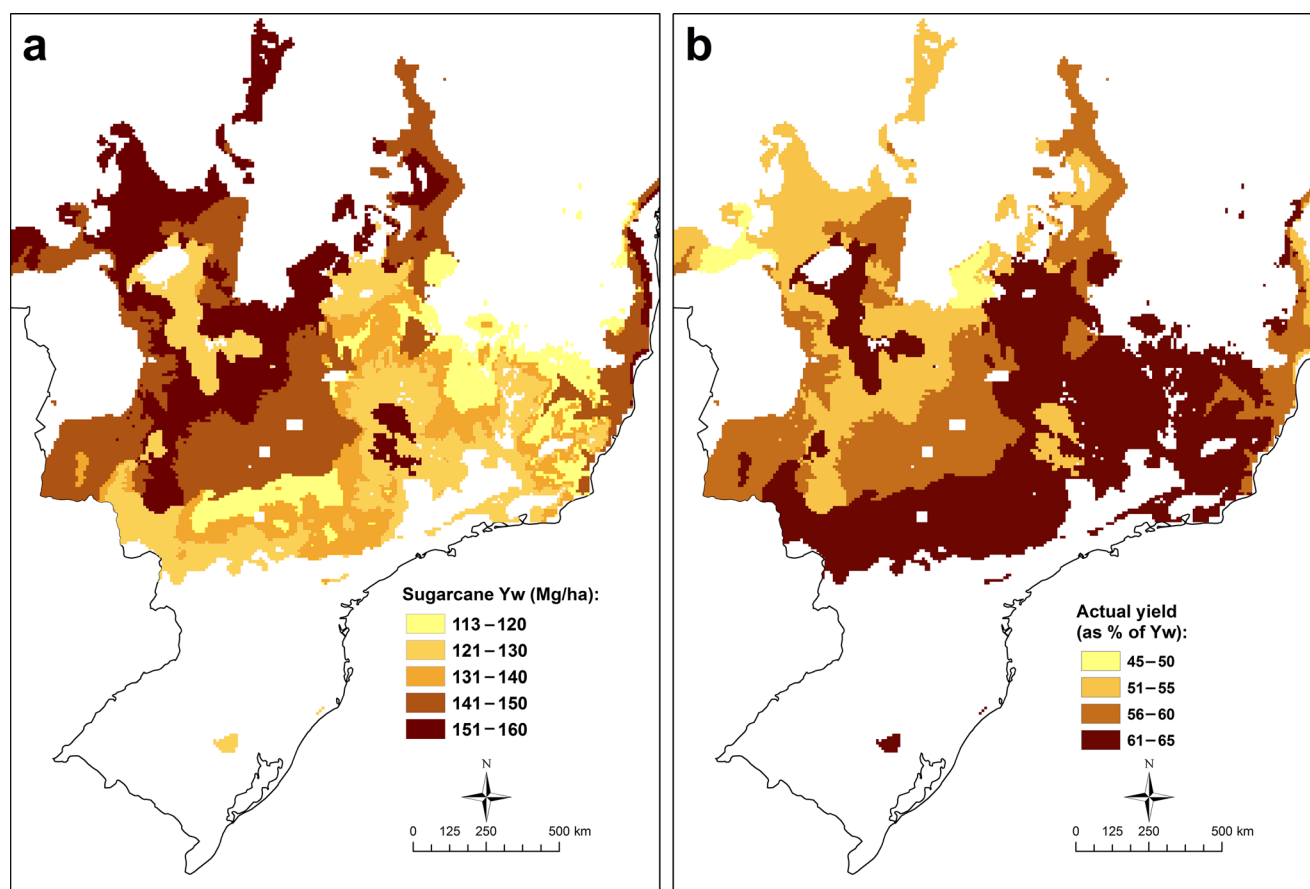 a
Sugarcane Yw (Mg/ha):
113–120
121–130
131–140
141–150
151–160
N
0 125 250 500 km
b
Actual yield
(as % of Yw):
45–50
51–55
56–60
61–65
N
0 125 250 500 km